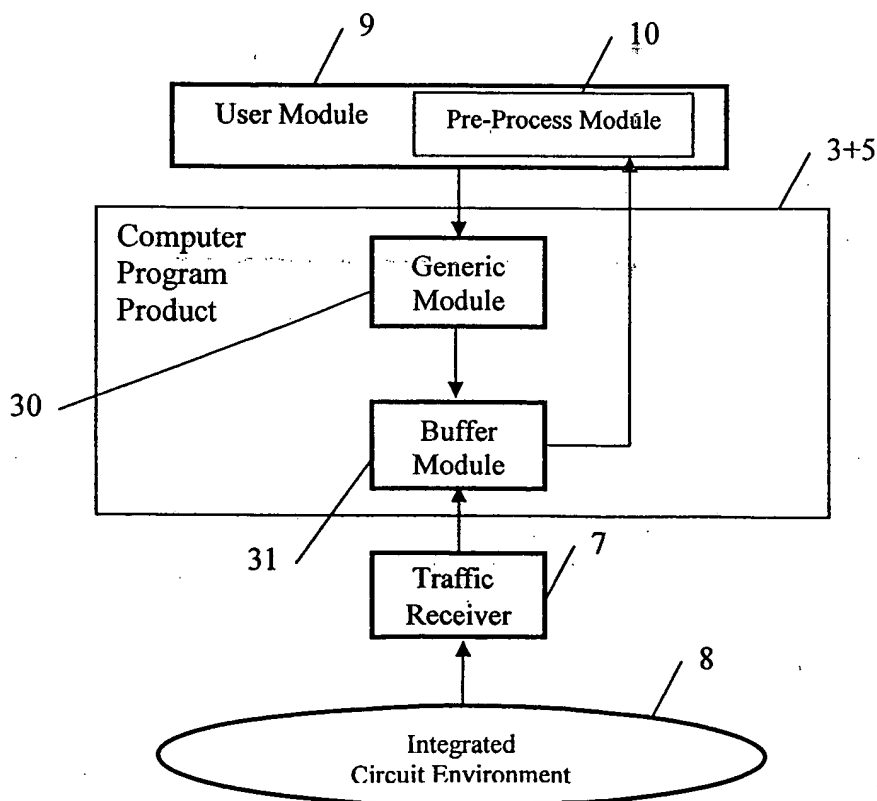 9
10
User Module
Pre-Process Module
3+5
Computer
Program
Product
Generic
Module
30
Buffer
Module
31
7
Traffic
Receiver
8
Integrated
Circuit Environment